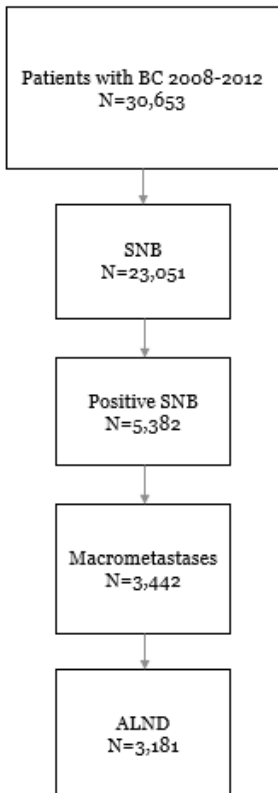 Patients with BC 2008-2012
N=30,653
SNB
N=23,051
Positive SNB
N=5,382
Macrometastases
N=3,442
ALND
N=3,181